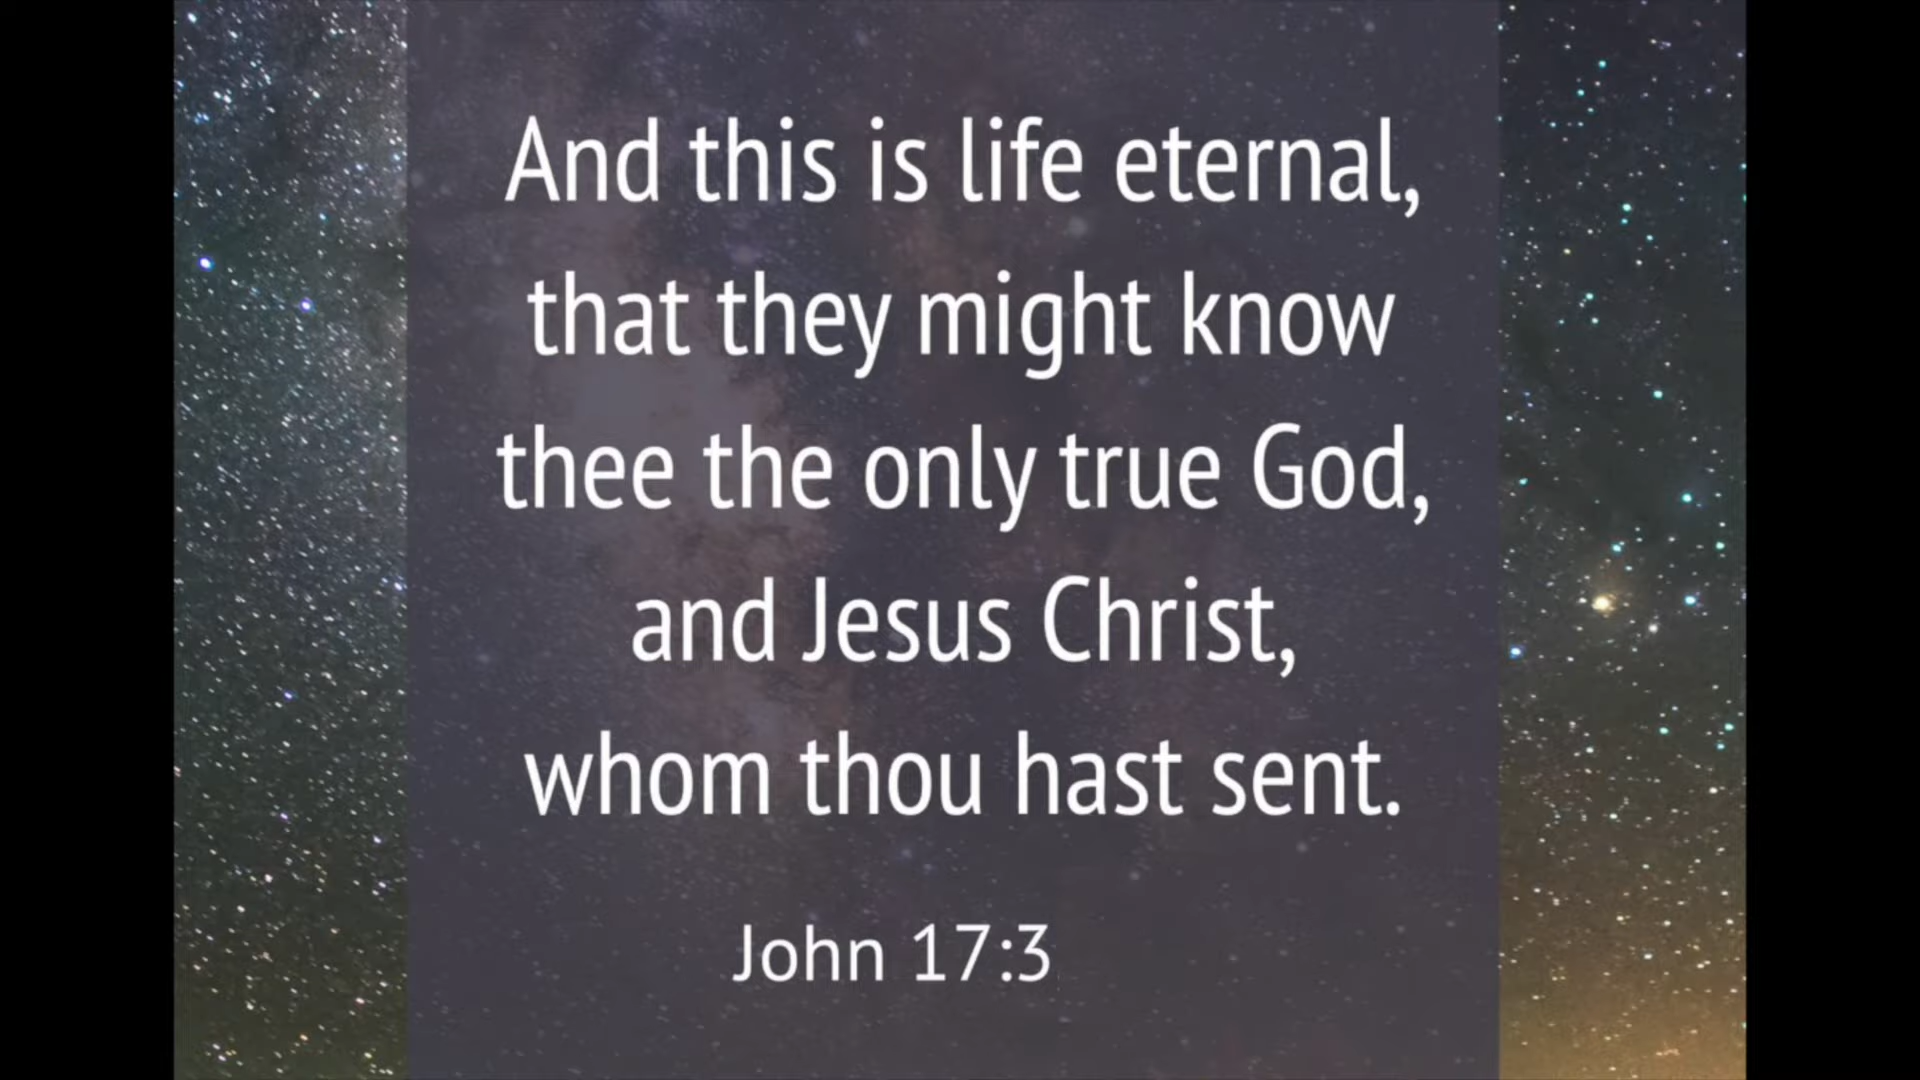 And this is life eternal,
that they might know
thee the only true God,
and Jesus Christ,
whom thou hast sent.
John 17:3